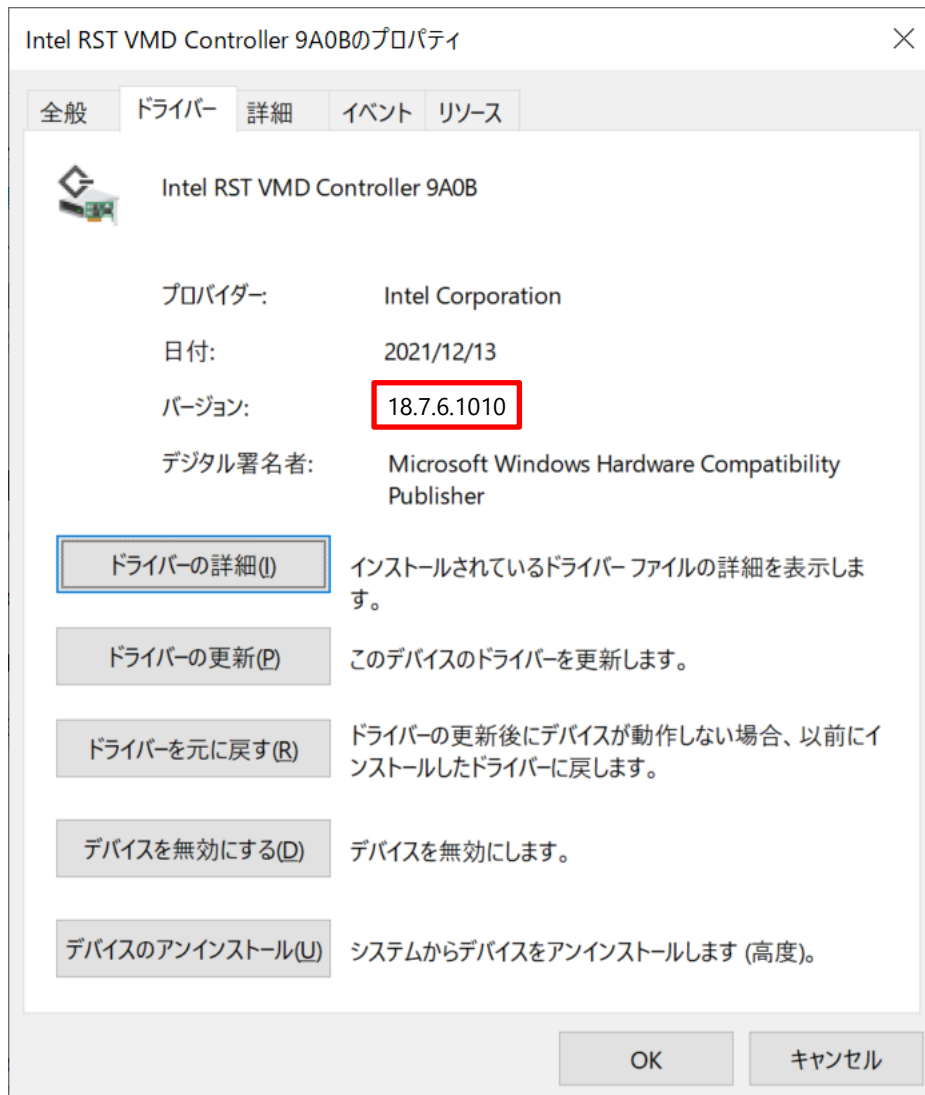 Intel RST VMD Controller 9A0Bのプロパティ
全般 ドライバー 詳細 イベント リソース
Intel RST VMD Controller 9A0B
プロバイダー: Intel Corporation
日付: 2021/12/13
バージョン: 18.7.6.1010
デジタル署名者: Microsoft Windows Hardware Compatibility
Publisher
ドライバーの詳細(I) インストールされているドライバー ファイルの詳細を表示しま
す。
ドライバーの更新(P) このデバイスのドライバーを更新します。
ドライバーを元に戻す(R) ドライバーの更新後にデバイスが動作しない場合、以前にイ
ンストールしたドライバーに戻します。
デバイスを無効にする(D) デバイスを無効にします。
デバイスのアンインストール(U) システムからデバイスをアンインストールします (高度)。
OK キャンセル